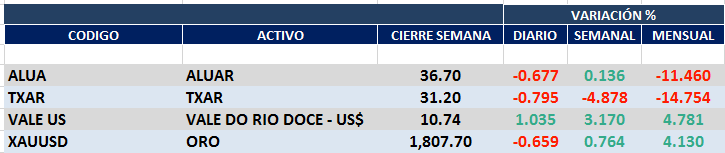 VARIACIÓN %
CODIGO ACTIVO CIERRE SEMANA DIARIO SEMANAL MENSUAL
ALUA ALUAR 36.70 -0.677 0.136 -11.460
TXAR TXAR 31.20 -0.795 -4.878 -14.754
VALE US VALE DO RIO DOCE - US$ 10.74 1.035 3.170 4.781
XAUUSD ORO 1,807.70 -0.659 0.764 4.130